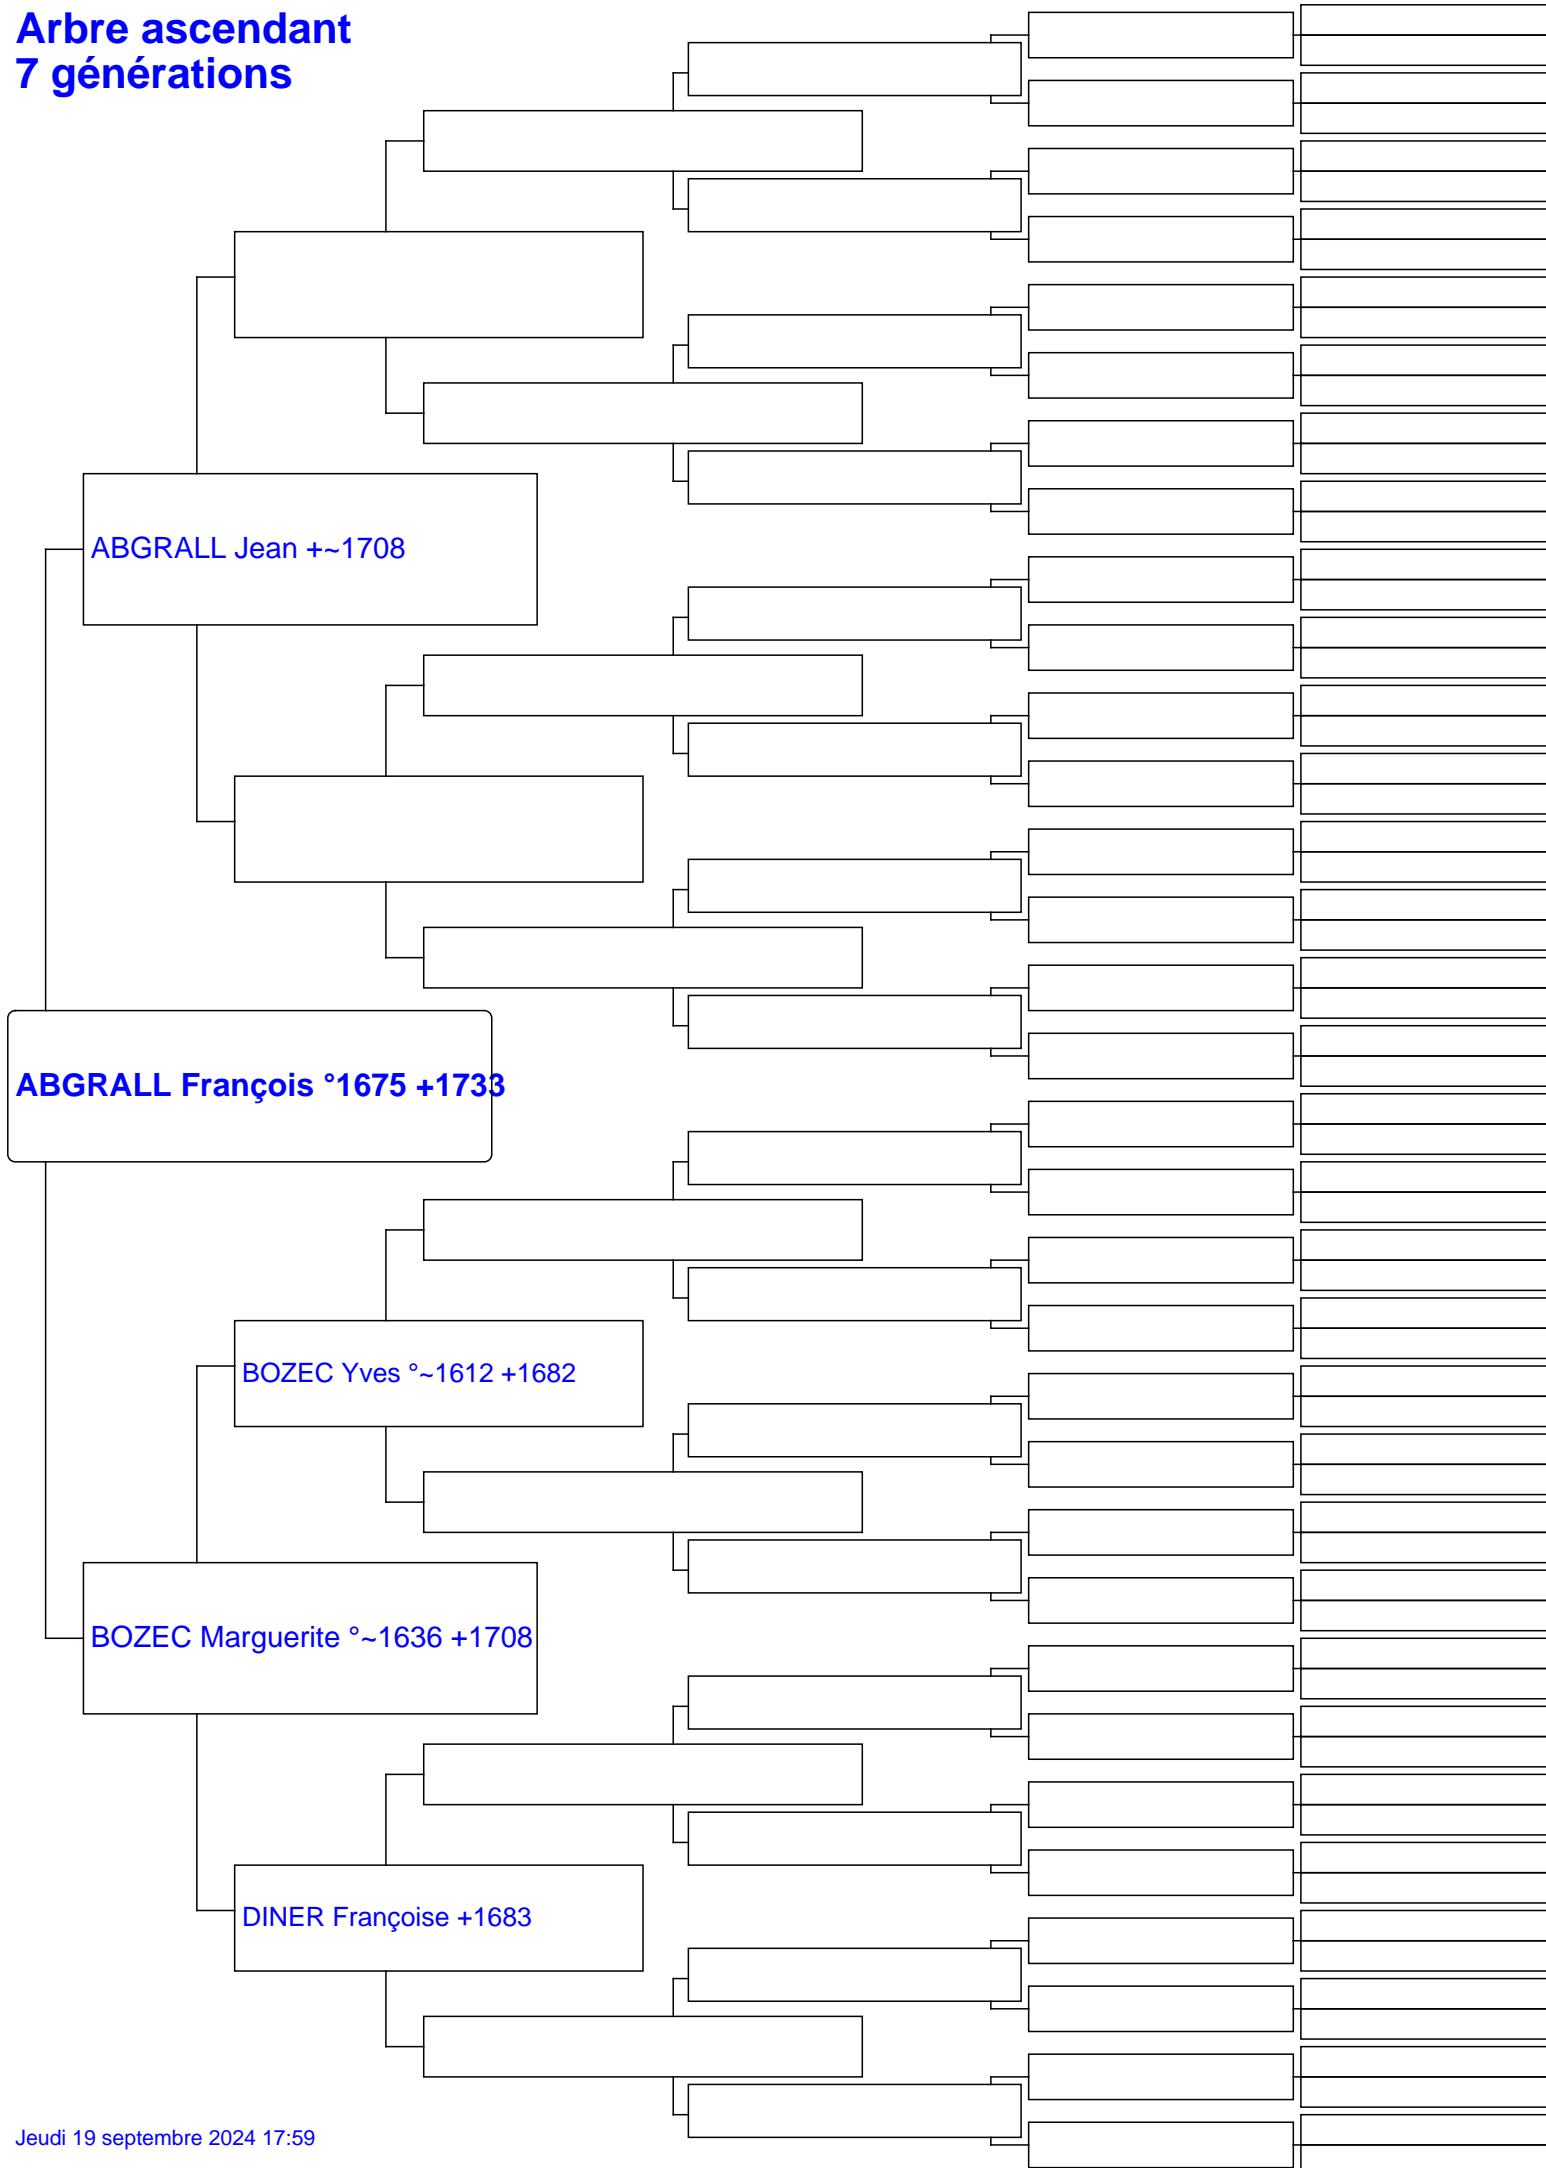 Arbre ascendant
7 générations
ABGRALL Jean +~1708
ABGRALL François °1675 +1733
BOZEC Yves °~1612 +1682
BOZEC Marguerite °~1636 +1708
DINER Françoise +1683
Jeudi 19 septembre 2024 17:59